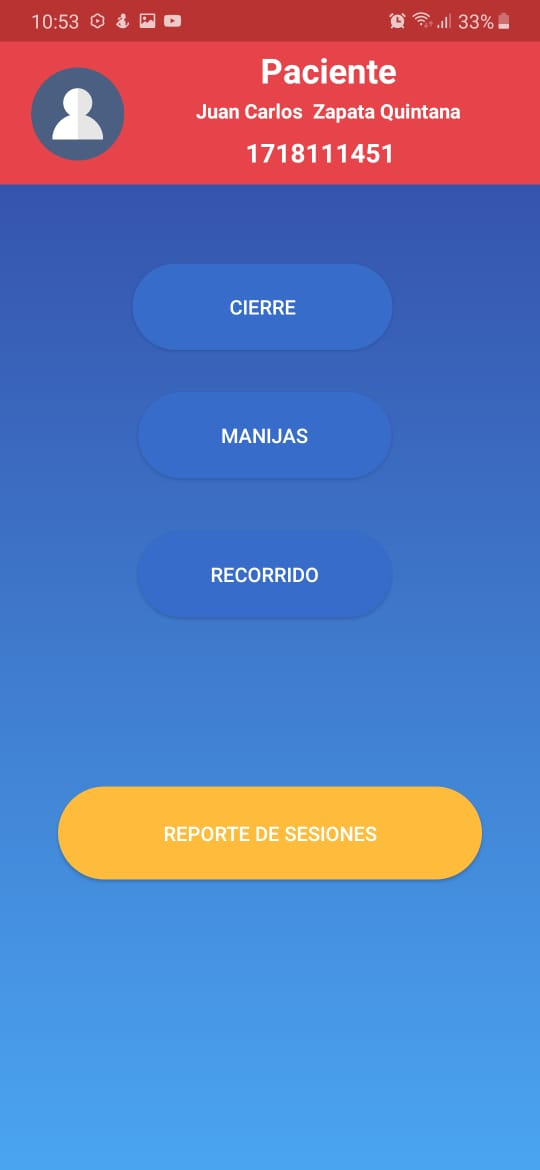 10:53 33%
Paciente
Juan Carlos Zapata Quintana
1718111451
CIERRE
MANIJAS
RECORRIDO
REPORTE DE SESIONES